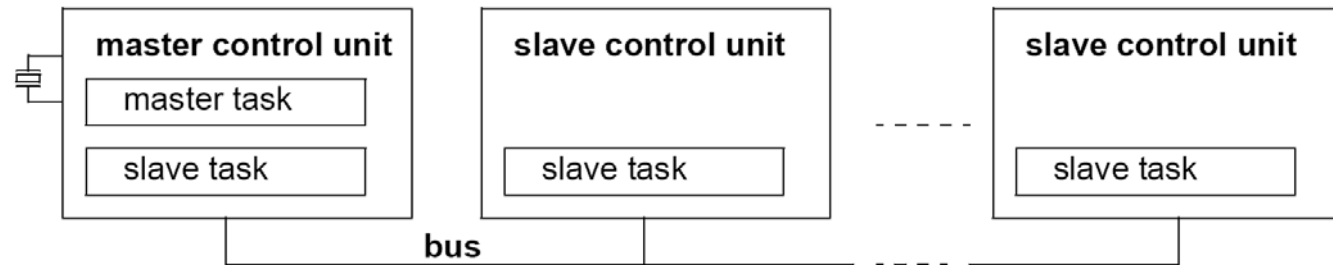 master control unit
slave control unit
slave control unit
master task
slave task
slave task
slave task
bus